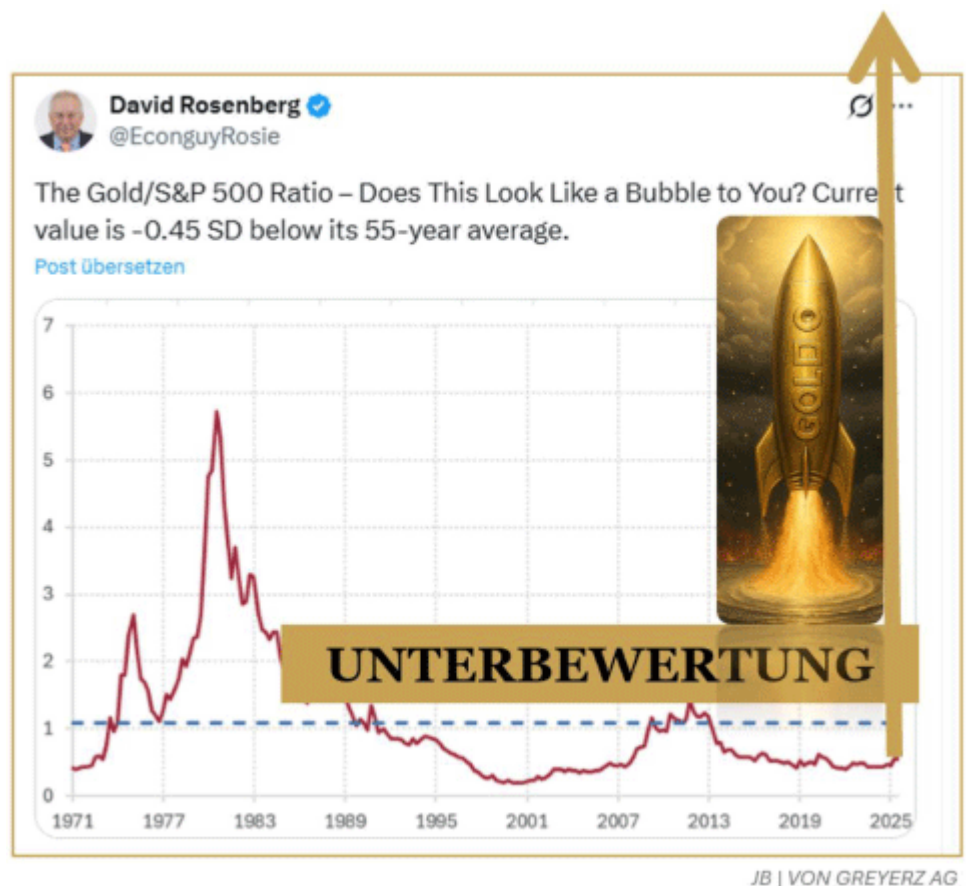 David Rosenberg
@EconguyRosie
The Gold/S&P 500 Ratio – Does This Look Like a Bubble to You? Current
value is -0.45 SD below its 55-year average.
Post übersetzen
7
6
5
4
3
2
1
0
GOLD
UNTERBEWERTUNG
1971 1977 1983 1989 1995 2001 2007 2013 2019 2025
JB | VON GREYERZ AG